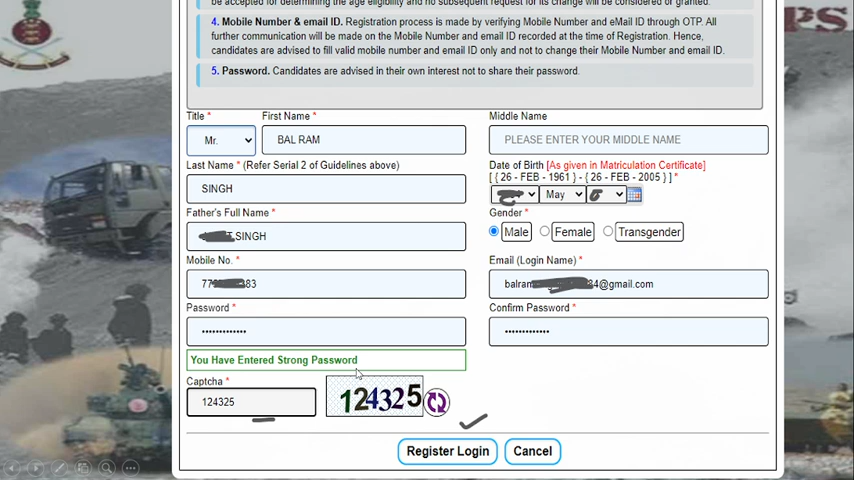 be accepted for determining the age eligibility and no subsequent request for its change will be considered or granted.
4. Mobile Number & email ID. Registration process is made by verifying Mobile Number and eMail ID through OTP. All
further communication will be made on the Mobile Number and email ID recorded at the time of Registration. Hence,
candidates are advised to fill valid mobile number and email ID only and not to change their Mobile Number and email ID.
5. Password. Candidates are advised in their own interest not to share their password.
PS
Title * First Name * Middle Name
Mr. BAL RAM PLEASE ENTER YOUR MIDDLE NAME
Last Name * (Refer Serial 2 of Guidelines above) Date of Birth [As given in Matriculation Certificate]
[ { 26 - FEB - 1961 } - { 26 - FEB - 2005 } ] *
SINGH May
Father's Full Name * Gender *
SINGH Male Female Transgender
Mobile No. * Email (Login Name) *
77 83 balram 34@gmail.com
Password * Confirm Password *
••••••••••••• •••••••••••••
You Have Entered Strong Password
Captcha *
124325 124325
Register Login Cancel